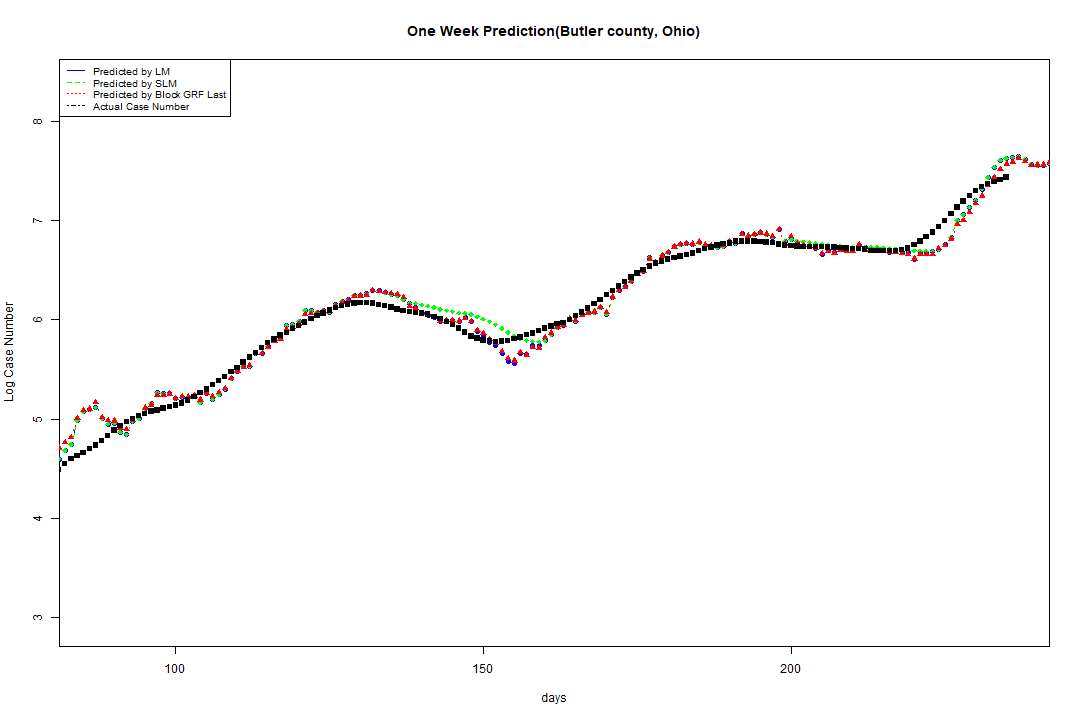 One Week Prediction(Butler county, Ohio)
Predicted by LM
Predicted by SLM
Predicted by Block GRF Last
Actual Case Number
8
7
6
5
4
3
Log Case Number
100 150 200
days